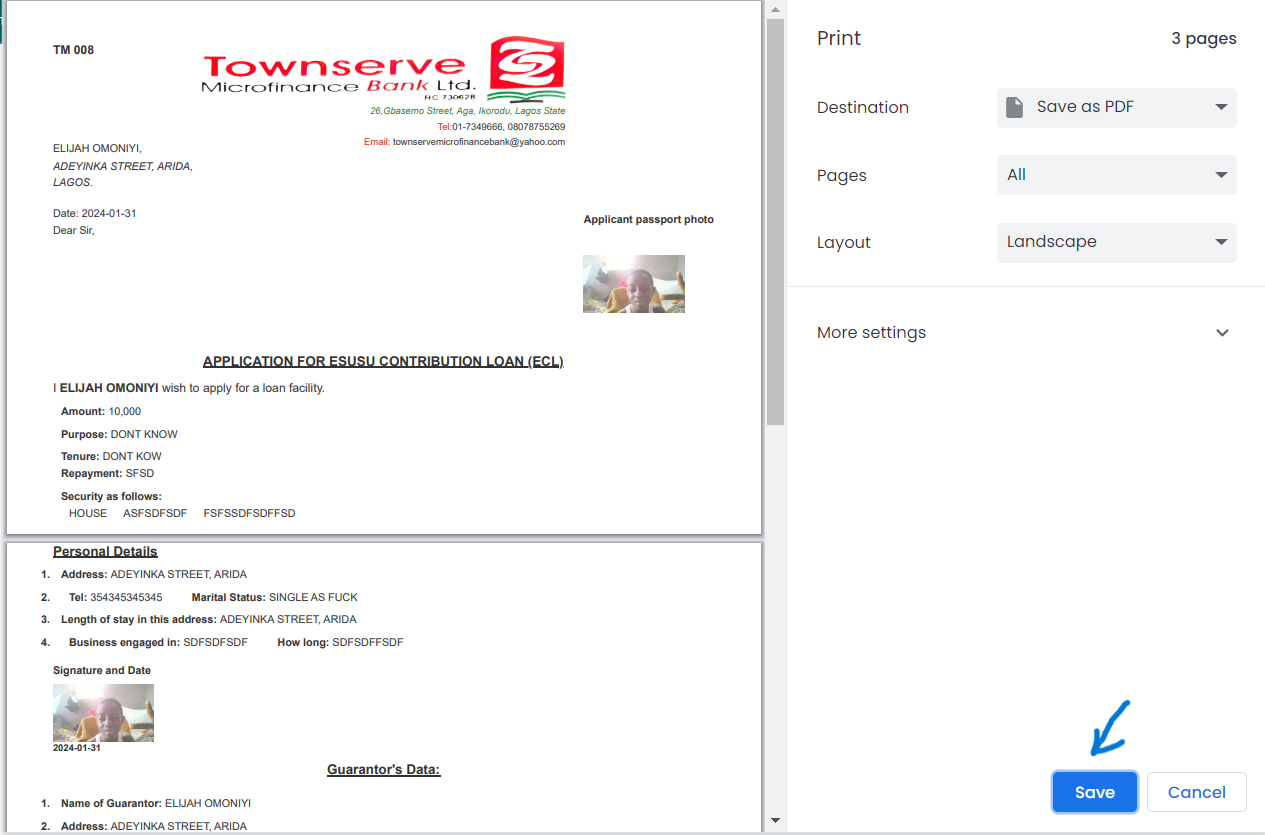 TM 008
Townserve
Microfinance Bank Ltd.
RC 730628
26,Gbasemo Street, Aga, Ikorodu, Lagos State
Tel:01-7349666, 08078755269
Email: townservemicrofinancebank@yahoo.com
ELIJAH OMONIYI,
ADEYINKA STREET, ARIDA,
LAGOS.
Date: 2024-01-31
Dear Sir,
Applicant passport photo
APPLICATION FOR ESUSU CONTRIBUTION LOAN (ECL)
I ELIJAH OMONIYI wish to apply for a loan facility.
Amount: 10,000
Purpose: DONT KNOW
Tenure: DONT KOW
Repayment: SFSD
Security as follows:
HOUSE ASFSDFSDF FSFSSDFSDFFSD
Personal Details
1. Address: ADEYINKA STREET, ARIDA
2. Tel: 354345345345 Marital Status: SINGLE AS FUCK
3. Length of stay in this address: ADEYINKA STREET, ARIDA
4. Business engaged in: SDFSDFSDF How long: SDFSDFFSDF
Signature and Date
2024-01-31
Guarantor's Data:
1. Name of Guarantor: ELIJAH OMONIYI
2. Address: ADEYINKA STREET, ARIDA
Print 3 pages
Destination Save as PDF
Pages All
Layout Landscape
More settings
Save Cancel